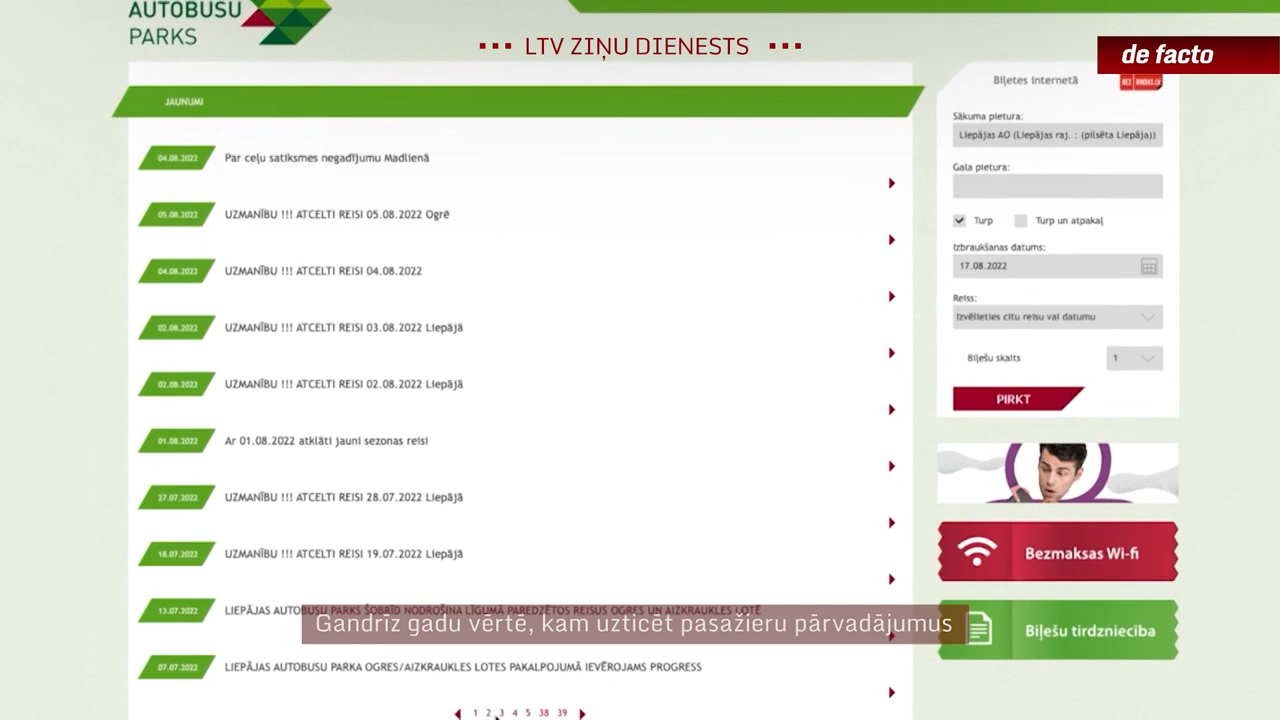 AUTOBUSU
PARKS
LTV ZIŅU DIENESTS
de facto
JAUNUMI
04.08.2022 Par ceļu satiksmes negadījumu Madlienā
05.08.2022 UZMANĪBU !!! ATCELTI REISI 05.08.2022 Ogrē
04.08.2022 UZMANĪBU !!! ATCELTI REISI 04.08.2022
02.08.2022 UZMANĪBU !!! ATCELTI REISI 03.08.2022 Liepājā
02.08.2022 UZMANĪBU !!! ATCELTI REISI 02.08.2022 Liepājā
01.08.2022 Ar 01.08.2022 atklāti jauni sezonas reisi
27.07.2022 UZMANĪBU !!! ATCELTI REISI 28.07.2022 Liepājā
18.07.2022 UZMANĪBU !!! ATCELTI REISI 19.07.2022 Liepājā
13.07.2022 LIEPĀJAS AUTOBUSU PARKS ŠOBRĪD NODROŠINA LĪGUMĀ PAREDZĒTOS REISUS OGRES UN AIZKRAUKLES LOTĒ
Gandrīz gadu vērtē, kam uzticēt pasažieru pārvadājumus
07.07.2022 LIEPĀJAS AUTOBUSU PARKA OGRES/AIZKRAUKLES LOTES PAKALPOJUMĀ IEVĒROJAMS PROGRESS
1 2 3 4 5 38 39
Biļetes internetā
BEZ RINDAS.LV
Sākuma pietura:
Liepājas AO (Liepājas raj. : (pilsēta Liepāja))
Gala pietura:
Turp Turp un atpakaļ
Izbraukšanas datums:
17.08.2022
Reiss:
Izvēlieties citu reisu vai datumu
Biļešu skaits 1
PIRKT
Bezmaksas Wi-fi
Biļešu tirdzniecība